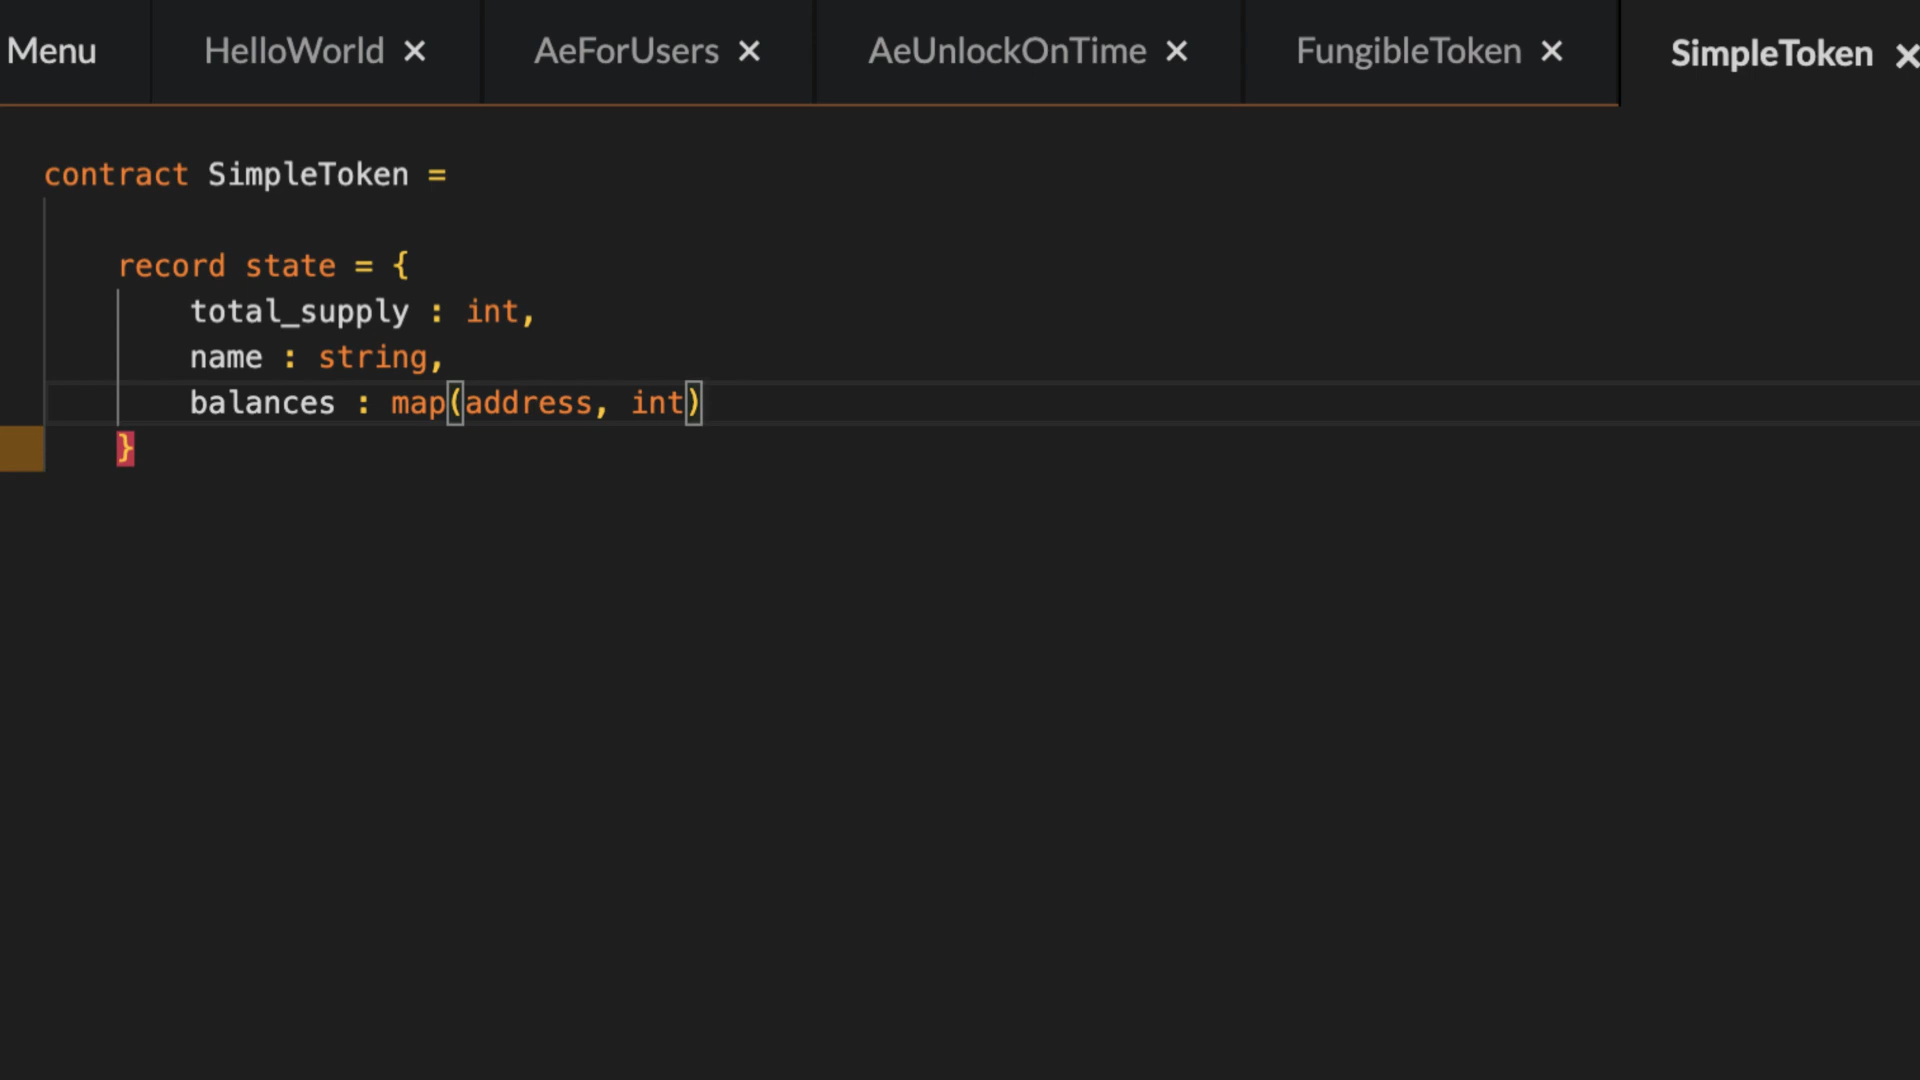 Menu HelloWorld × AeForUsers × AeUnlockOnTime × FungibleToken × SimpleToken ×
contract SimpleToken =
record state = {
total_supply : int,
name : string,
balances : map(address, int)
}